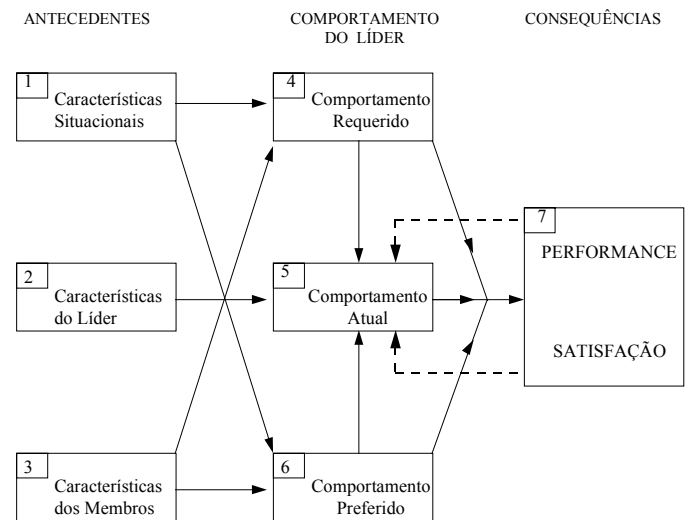 ANTECEDENTES
COMPORTAMENTO
DO LÍDER
CONSEQUÊNCIAS
1
Características
Situacionais
4
Comportamento
Requerido
7
PERFORMANCE
SATISFAÇÃO
2
Características
do Líder
5
Comportamento
Atual
3
Características
dos Membros
6
Comportamento
Preferido